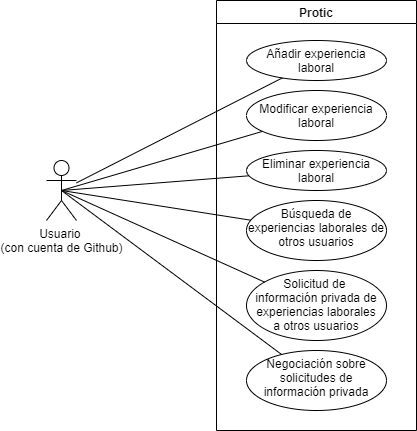 Protic
Añadir experiencia
laboral
Modificar experiencia
laboral
Eliminar experiencia
laboral
Búsqueda de
experiencias laborales de
otros usuarios
Solicitud de
información privada de
experiencias laborales
a otros usuarios
Negociación sobre
solicitudes de
información privada
Usuario
(con cuenta de Github)